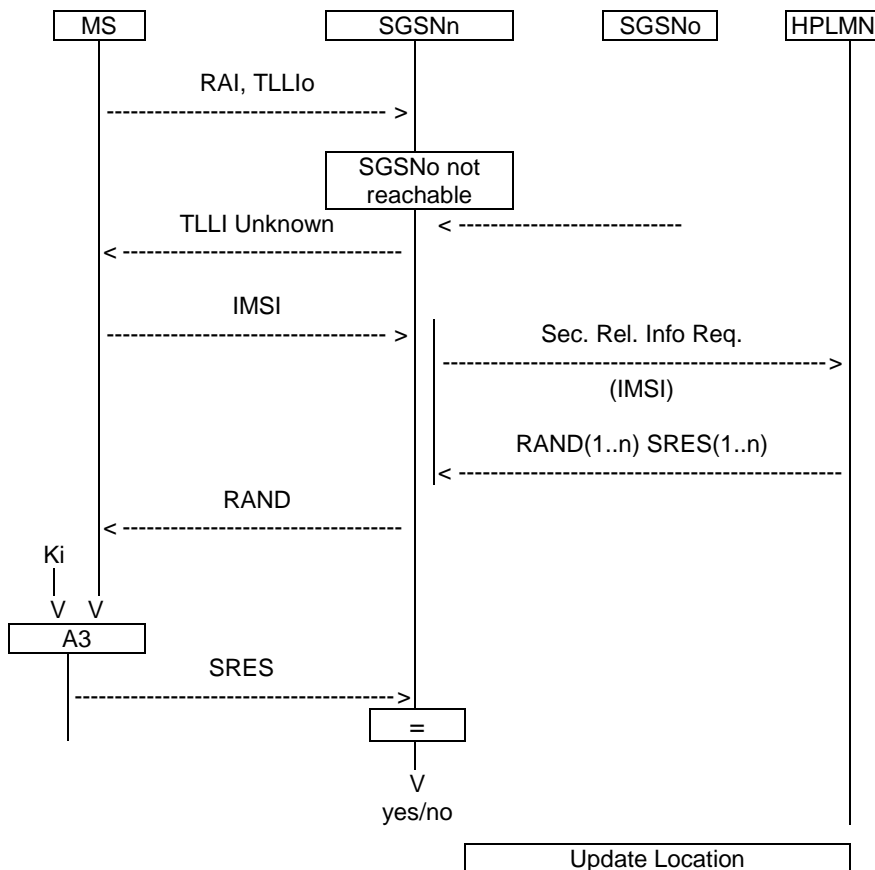 MS SGSNn SGSNo HPLMN
RAI, TLLIo
---------------------------------- >
SGSNo not
reachable
TLLI Unknown
< -----------------------------
< ------------------------------------
IMSI
---------------------------------- >
Sec. Rel. Info Req.
------------------------------------------------>
(IMSI)
RAND(1..n) SRES(1..n)
< ------------------------------------------------
RAND
< ------------------------------------
Ki
V V
A3
SRES
---------------------------------------- >
=
V
yes/no
Update Location